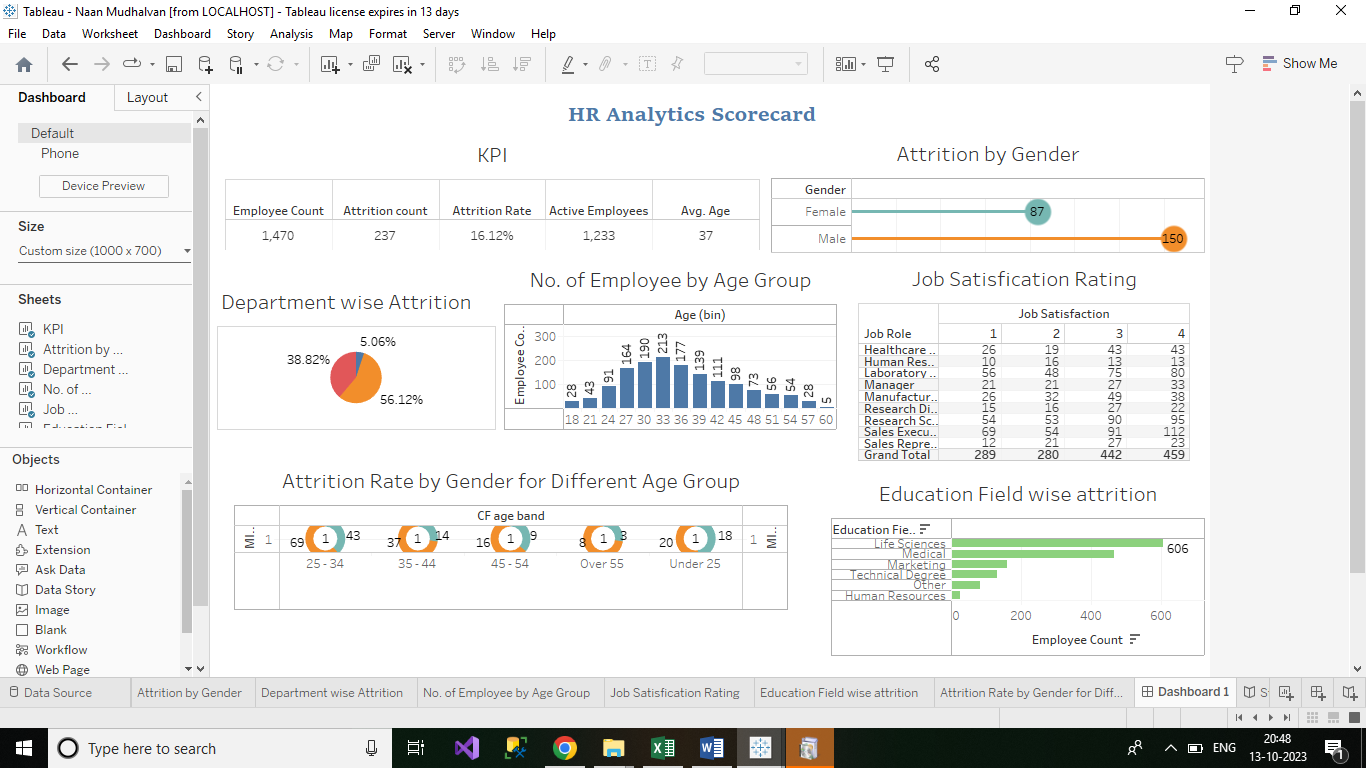 Tableau - Naan Mudhalvan [from LOCALHOST] - Tableau license expires in 13 days
File Data Worksheet Dashboard Story Analysis Map Format Server Window Help
Show Me
Dashboard Layout
Default
Phone
Device Preview
Size
Custom size (1000 x 700)
Sheets
KPI
Attrition by ...
Department ...
No. of ...
Job ...
Objects
Horizontal Container
Vertical Container
Text
Extension
Ask Data
Data Story
Image
Blank
Workflow
Web Page
HR Analytics Scorecard
KPI
Employee Count Attrition count Attrition Rate Active Employees Avg. Age
1,470 237 16.12% 1,233 37
Attrition by Gender
Gender
Female 87
Male 150
Department wise Attrition
5.06%
38.82%
56.12%
No. of Employee by Age Group
Age (bin)
Employee Co..
300
200
100
28 43 91 164 190 213 177 139 111 98 73 56 54 28 5
18 21 24 27 30 33 36 39 42 45 48 51 54 57 60
Job Satisfication Rating
Job Satisfaction
Job Role 1 2 3 4
Healthcare .. 26 19 43 43
Human Res.. 10 16 13 13
Laboratory .. 56 48 75 80
Manager 21 21 27 33
Manufactur.. 26 32 49 38
Research Di.. 15 16 27 22
Research Sc.. 54 53 90 95
Sales Execu.. 69 54 91 112
Sales Repre.. 12 21 27 23
Grand Total 289 280 442 459
Attrition Rate by Gender for Different Age Group
CF age band
MI.. 1 69 1 43 37 1 14 16 1 9 8 1 3 20 1 18 1 MI..
25 - 34 35 - 44 45 - 54 Over 55 Under 25
Education Field wise attrition
Education Fie..
Life Sciences 606
Medical
Marketing
Technical Degree
Other
Human Resources
0 200 400 600
Employee Count
Data Source Attrition by Gender Department wise Attrition No. of Employee by Age Group Job Satisfication Rating Education Field wise attrition Attrition Rate by Gender for Diff... Dashboard 1
Type here to search
ENG
20:48
13-10-2023
1